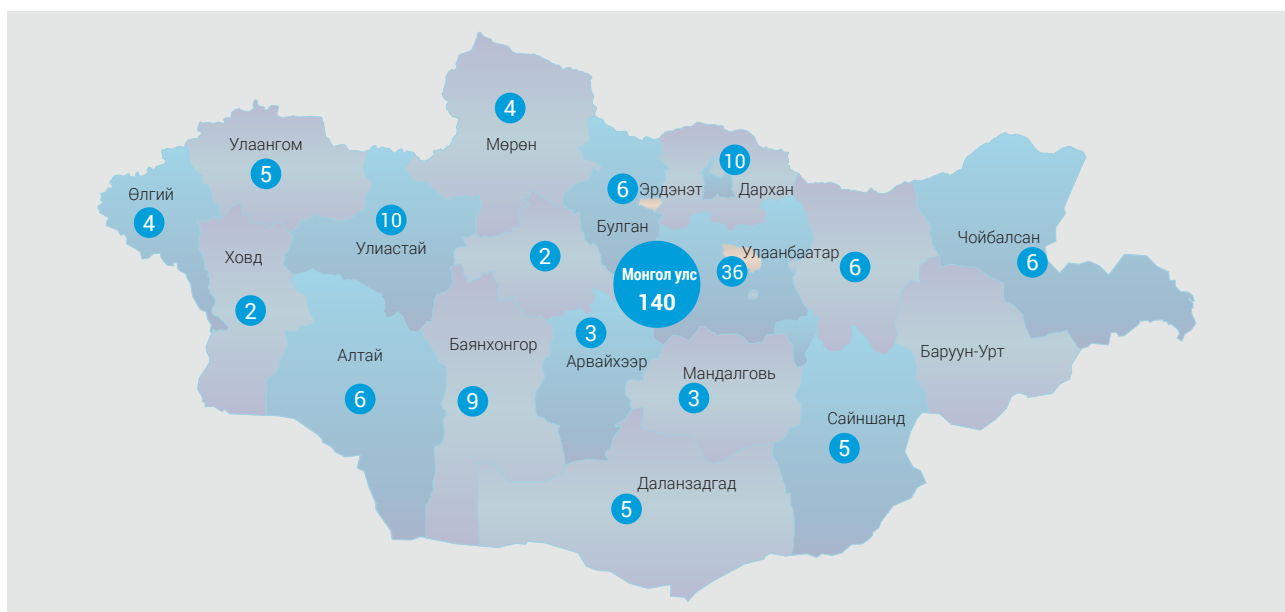 4
Мөрөн
Улаангом
5
10
Дархан
Өлгий
4
6
Эрдэнэт
10
Улиастай
Булган
Чойбалсан
6
Ховд
2
2
Монгол улс
140
Улаанбаатар
36
6
3
Арвайхээр
Баянхонгор
9
Алтай
6
Баруун-Урт
Мандалговь
3
Сайншанд
5
Даланзадгад
5